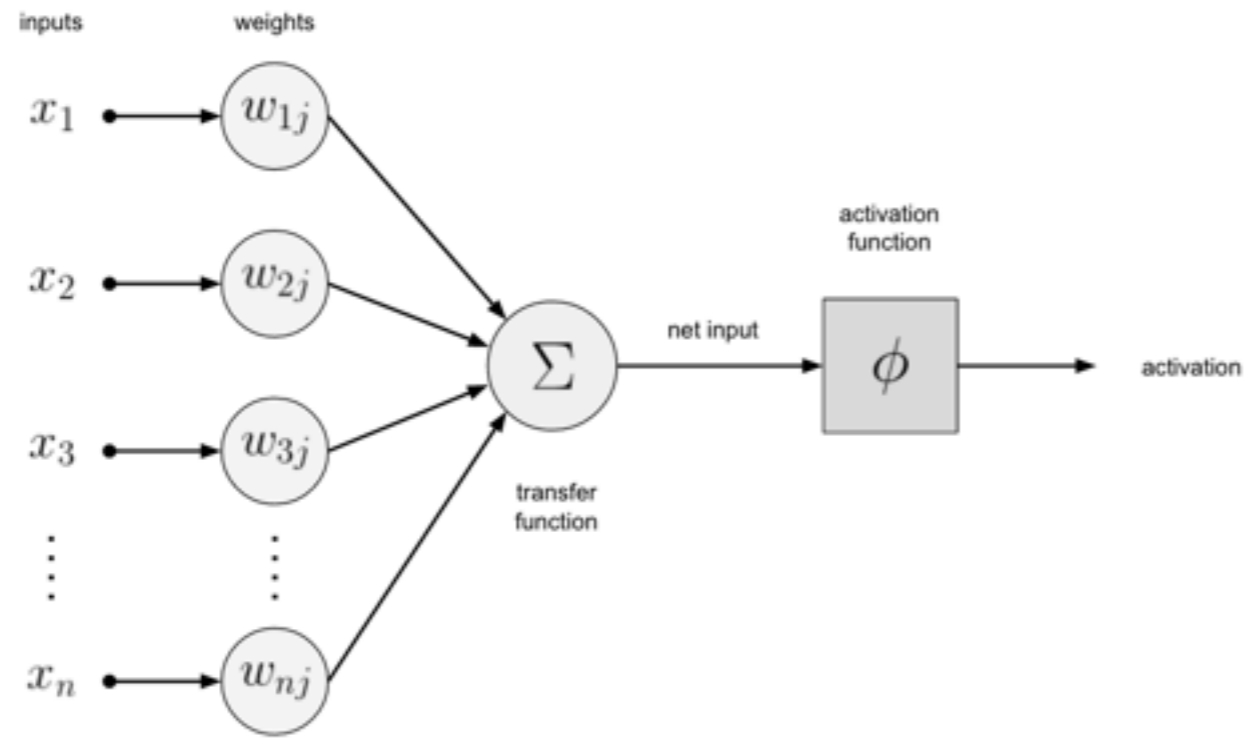 inputs weights
x₁ w₁ⱼ
activation
function
x₂ w₂ⱼ
net input
Σ ϕ activation
x₃ w₃ⱼ
transfer
function
xₙ wₙⱼ